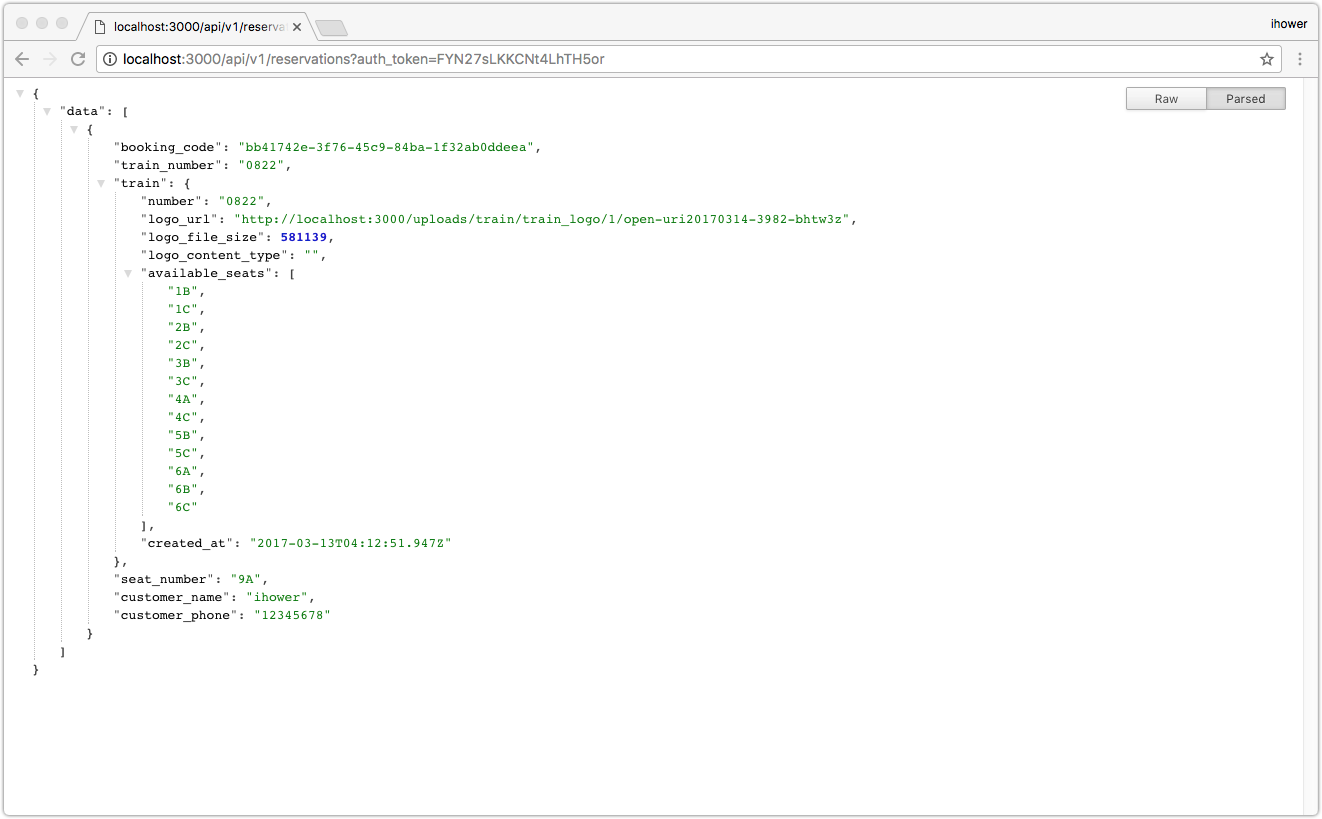 localhost:3000/api/v1/reserva
ihower
localhost:3000/api/v1/reservations?auth_token=FYN27sLKKCNt4LhTH5or
Raw
Parsed
{
"data": [
{
"booking_code": "bb41742e-3f76-45c9-84ba-1f32ab0ddeea",
"train_number": "0822",
"train": {
"number": "0822",
"logo_url": "http://localhost:3000/uploads/train/train_logo/1/open-uri20170314-3982-bhtw3z",
"logo_file_size": 581139,
"logo_content_type": "",
"available_seats": [
"1B",
"1C",
"2B",
"2C",
"3B",
"3C",
"4A",
"4C",
"5B",
"5C",
"6A",
"6B",
"6C"
],
"created_at": "2017-03-13T04:12:51.947Z"
},
"seat_number": "9A",
"customer_name": "ihower",
"customer_phone": "12345678"
}
]
}